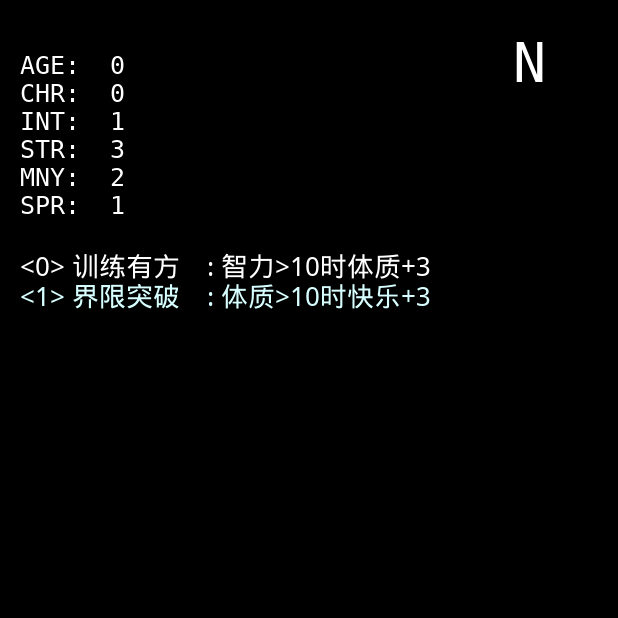 N
AGE: 0
CHR: 0
INT: 1
STR: 3
MNY: 2
SPR: 1
<0> 训练有方 : 智力>10时体质+3
<1> 界限突破 : 体质>10时快乐+3